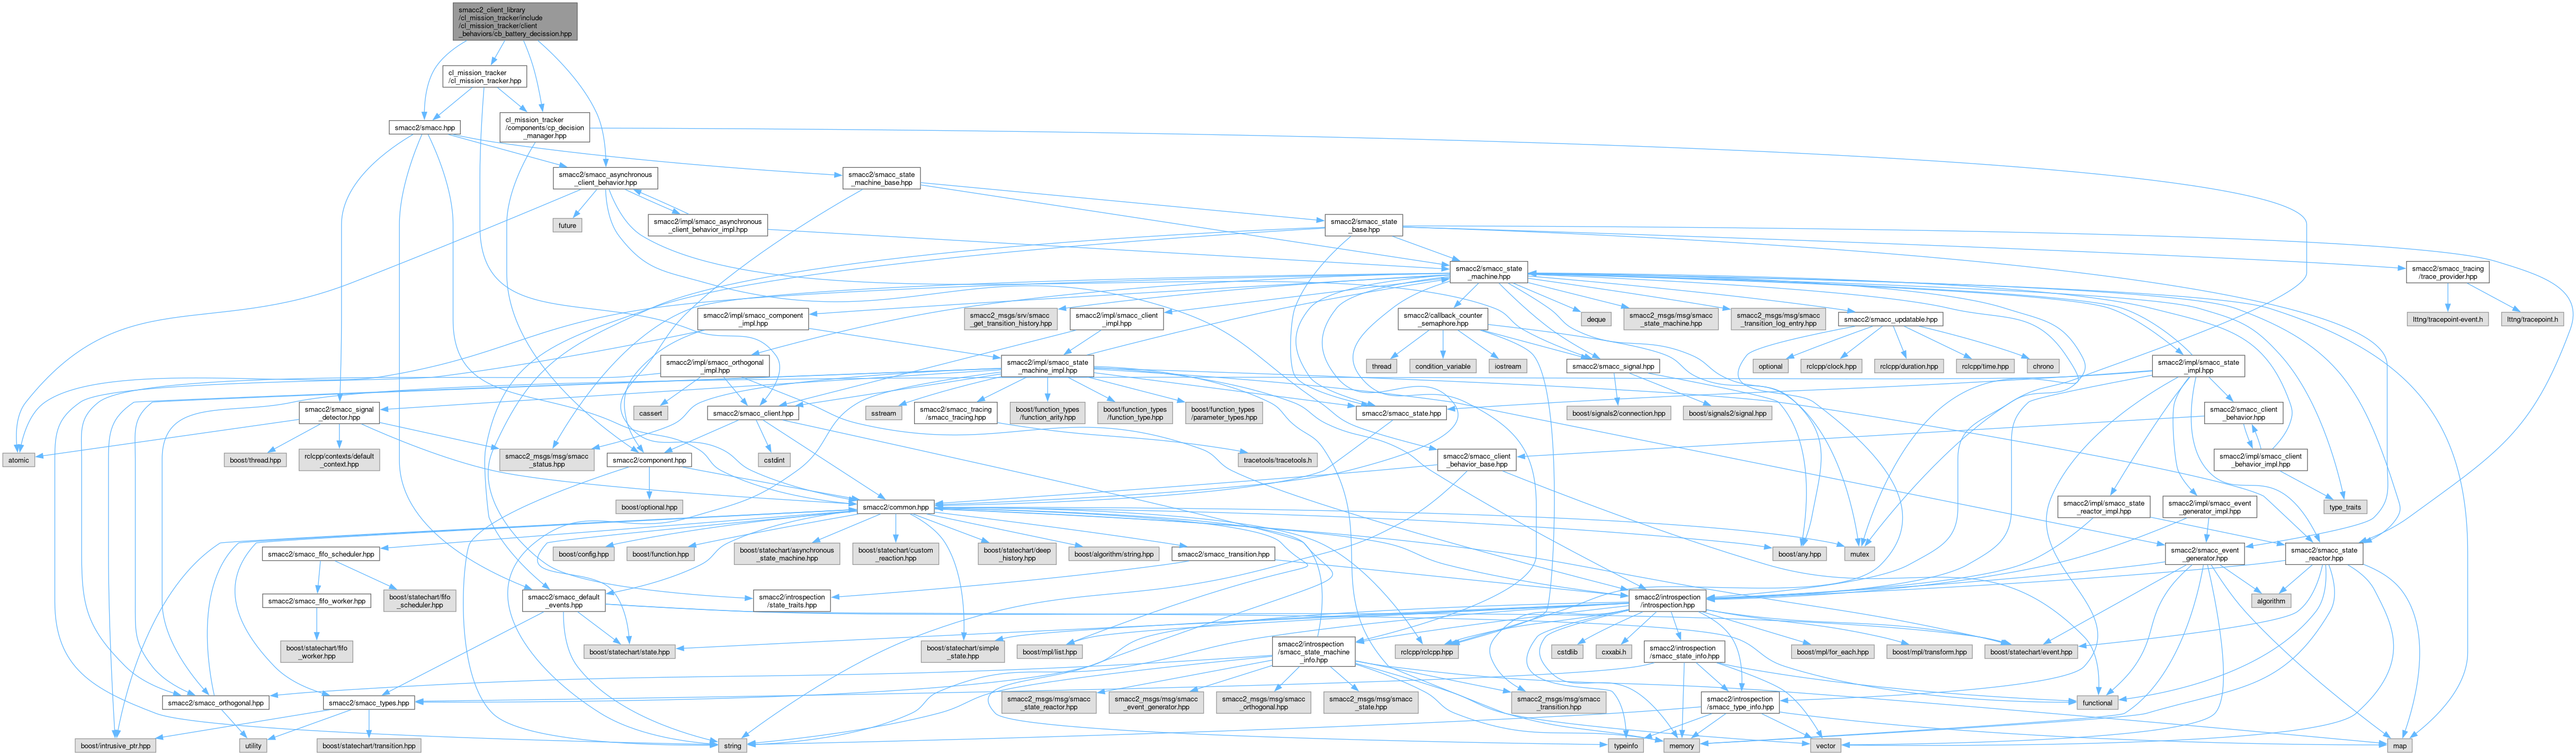 smacc2_client_library
/cl_mission_tracker/include
/cl_mission_tracker/client
_behaviors/cb_battery_decission.hpp
cl_mission_tracker
/cl_mission_tracker.hpp
cl_mission_tracker
/components/cp_decision
_manager.hpp
smacc2/smacc.hpp
smacc2/smacc_asynchronous
_client_behavior.hpp
smacc2/smacc_state
_machine_base.hpp
future
smacc2/impl/smacc_asynchronous
_client_behavior_impl.hpp
smacc2/smacc_state
_base.hpp
smacc2/smacc_state
_machine.hpp
smacc2/smacc_tracing
/trace_provider.hpp
smacc2/impl/smacc_component
_impl.hpp
smacc2_msgs/srv/smacc
_get_transition_history.hpp
smacc2/impl/smacc_client
_impl.hpp
smacc2/callback_counter
_semaphore.hpp
deque
smacc2_msgs/msg/smacc
_state_machine.hpp
smacc2_msgs/msg/smacc
_transition_log_entry.hpp
smacc2/smacc_updatable.hpp
lttng/tracepoint-event.h
lttng/tracepoint.h
smacc2/impl/smacc_orthogonal
_impl.hpp
smacc2/impl/smacc_state
_machine_impl.hpp
thread
condition_variable
iostream
smacc2/smacc_signal.hpp
optional
rclcpp/clock.hpp
rclcpp/duration.hpp
rclcpp/time.hpp
chrono
smacc2/impl/smacc_state
_impl.hpp
smacc2/smacc_signal
_detector.hpp
cassert
smacc2/smacc_client.hpp
sstream
smacc2/smacc_tracing
/smacc_tracing.hpp
boost/function_types
/function_arity.hpp
boost/function_types
/function_type.hpp
boost/function_types
/parameter_types.hpp
smacc2/smacc_state.hpp
boost/signals2/connection.hpp
boost/signals2/signal.hpp
smacc2/smacc_client
_behavior.hpp
atomic
boost/thread.hpp
rclcpp/contexts/default
_context.hpp
smacc2_msgs/msg/smacc
_status.hpp
smacc2/component.hpp
cstdint
tracetools/tracetools.h
smacc2/smacc_client
_behavior_base.hpp
smacc2/impl/smacc_client
_behavior_impl.hpp
boost/optional.hpp
smacc2/common.hpp
smacc2/impl/smacc_state
_reactor_impl.hpp
smacc2/impl/smacc_event
_generator_impl.hpp
type_traits
smacc2/smacc_fifo_scheduler.hpp
boost/config.hpp
boost/function.hpp
boost/statechart/asynchronous
_state_machine.hpp
boost/statechart/custom
_reaction.hpp
boost/statechart/deep
_history.hpp
boost/algorithm/string.hpp
smacc2/smacc_transition.hpp
boost/any.hpp
mutex
smacc2/smacc_event
_generator.hpp
smacc2/smacc_state
_reactor.hpp
smacc2/smacc_fifo_worker.hpp
boost/statechart/fifo
_scheduler.hpp
smacc2/smacc_default
_events.hpp
smacc2/introspection
/state_traits.hpp
smacc2/introspection
/introspection.hpp
algorithm
boost/statechart/fifo
_worker.hpp
boost/statechart/state.hpp
boost/statechart/simple
_state.hpp
boost/mpl/list.hpp
smacc2/introspection
/smacc_state_machine
_info.hpp
rclcpp/rclcpp.hpp
cstdlib
cxxabi.h
smacc2/introspection
/smacc_state_info.hpp
boost/mpl/for_each.hpp
boost/mpl/transform.hpp
boost/statechart/event.hpp
smacc2/smacc_orthogonal.hpp
smacc2/smacc_types.hpp
smacc2_msgs/msg/smacc
_state_reactor.hpp
smacc2_msgs/msg/smacc
_event_generator.hpp
smacc2_msgs/msg/smacc
_orthogonal.hpp
smacc2_msgs/msg/smacc
_state.hpp
smacc2_msgs/msg/smacc
_transition.hpp
smacc2/introspection
/smacc_type_info.hpp
functional
boost/intrusive_ptr.hpp
utility
boost/statechart/transition.hpp
string
typeinfo
memory
vector
map